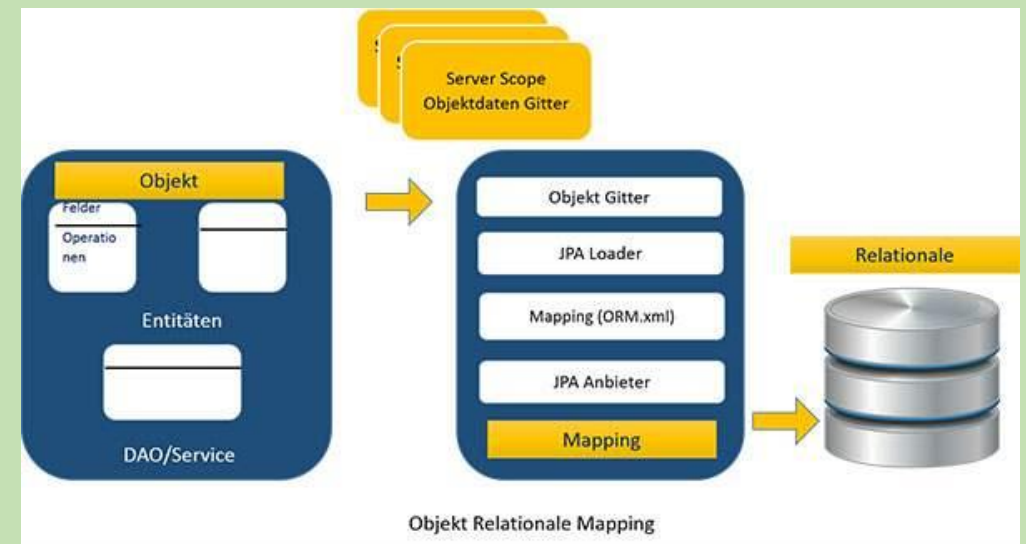 Server Scope
Objektdaten Gitter
Objekt
Felder
Operatio
nen
Entitäten
DAO/Service
Objekt Gitter
JPA Loader
Mapping (ORM.xml)
JPA Anbieter
Mapping
Relationale
Objekt Relationale Mapping